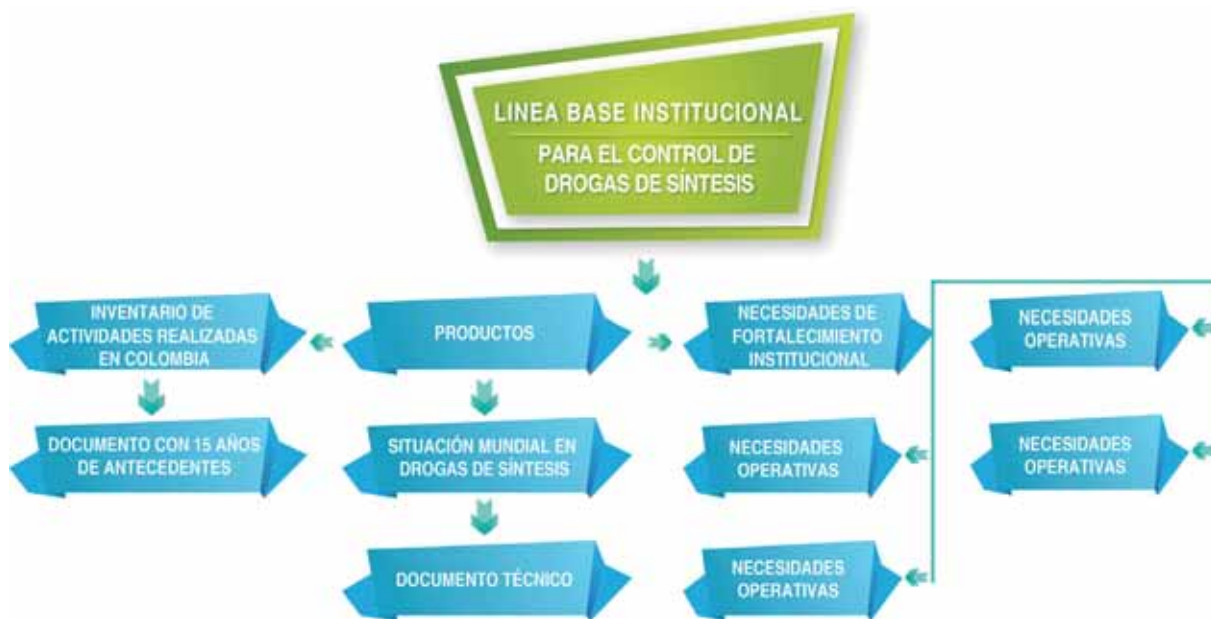 LINEA BASE INSTITUCIONAL
PARA EL CONTROL DE
DROGAS DE SÍNTESIS
INVENTARIO DE
ACTIVIDADES REALIZADAS
EN COLOMBIA
PRODUCTOS
NECESIDADES DE
FORTALECIMIENTO
INSTITUCIONAL
NECESIDADES
OPERATIVAS
DOCUMENTO CON 15 AÑOS
DE ANTECEDENTES
SITUACIÓN MUNDIAL EN
DROGAS DE SÍNTESIS
NECESIDADES
OPERATIVAS
NECESIDADES
OPERATIVAS
DOCUMENTO TÉCNICO
NECESIDADES
OPERATIVAS